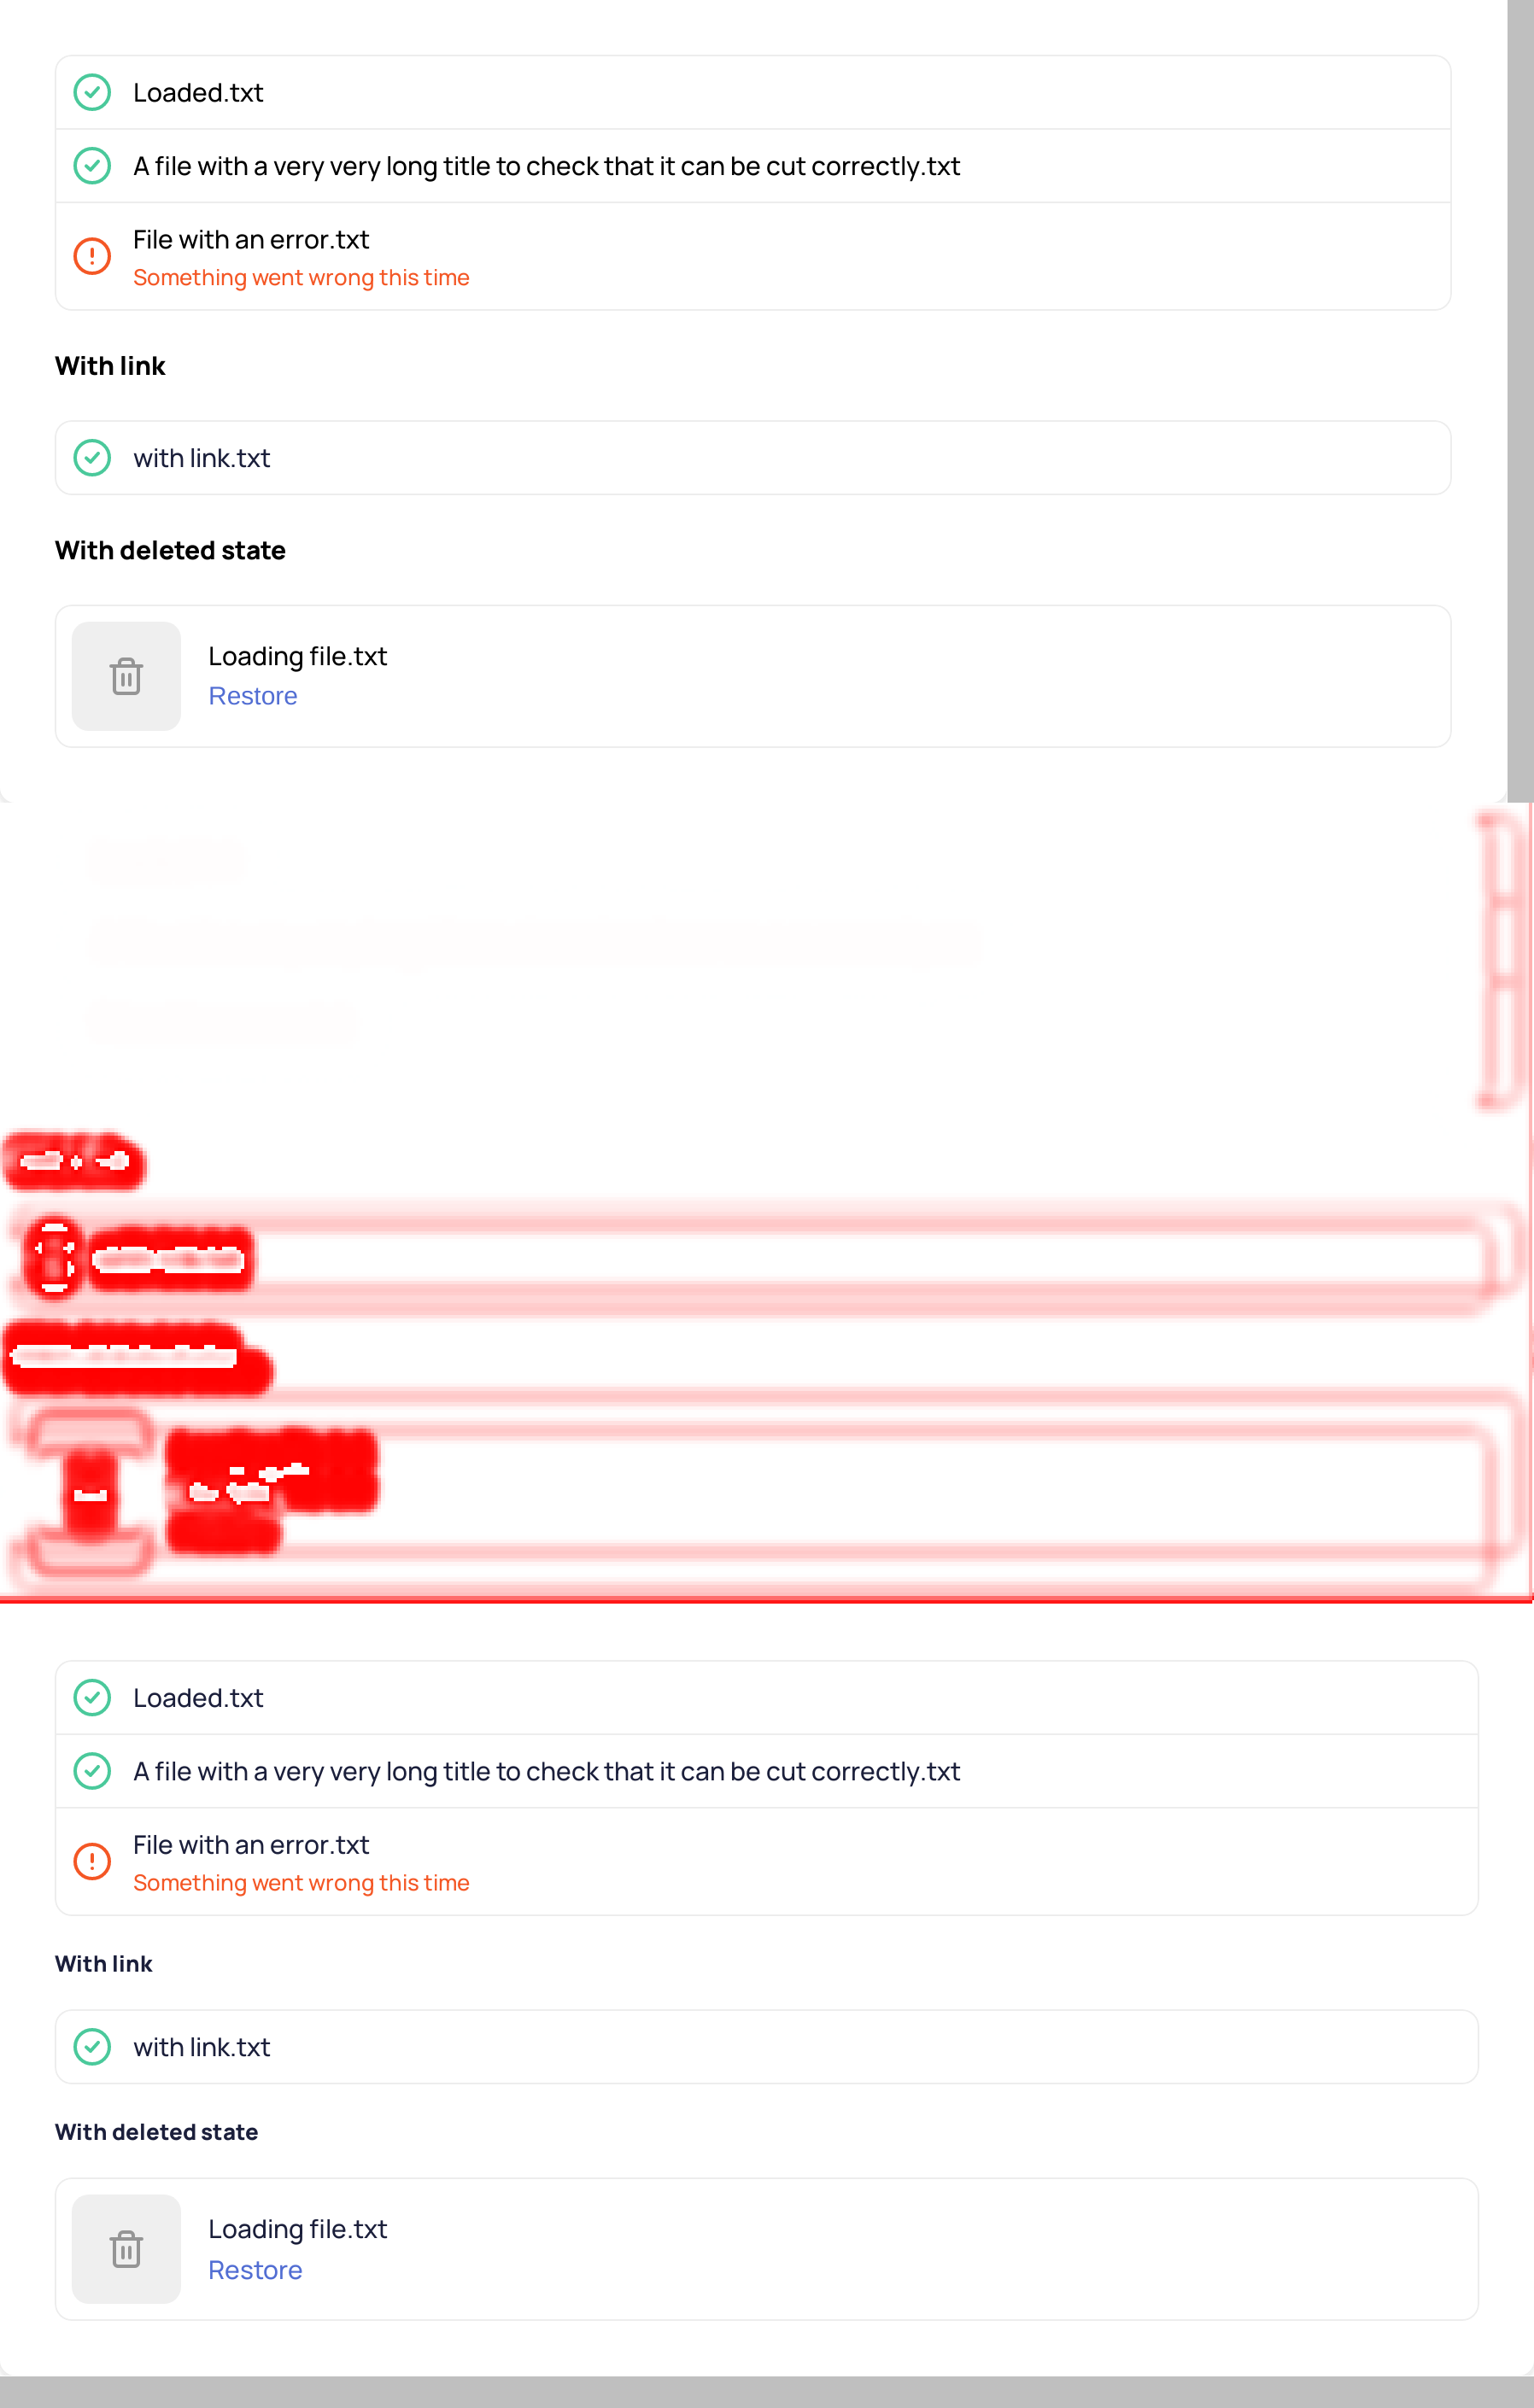 Loaded.txt
A file with a very very long title to check that it can be cut correctly.txt
File with an error.txt
Something went wrong this time
With link
with link.txt
With deleted state
Loading file.txt
Restore
Loaded.txt
A file with a very very long title to check that it can be cut correctly.txt
File with an error.txt
Something went wrong this time
With link
with link.txt
With deleted state
Loading file.txt
Restore